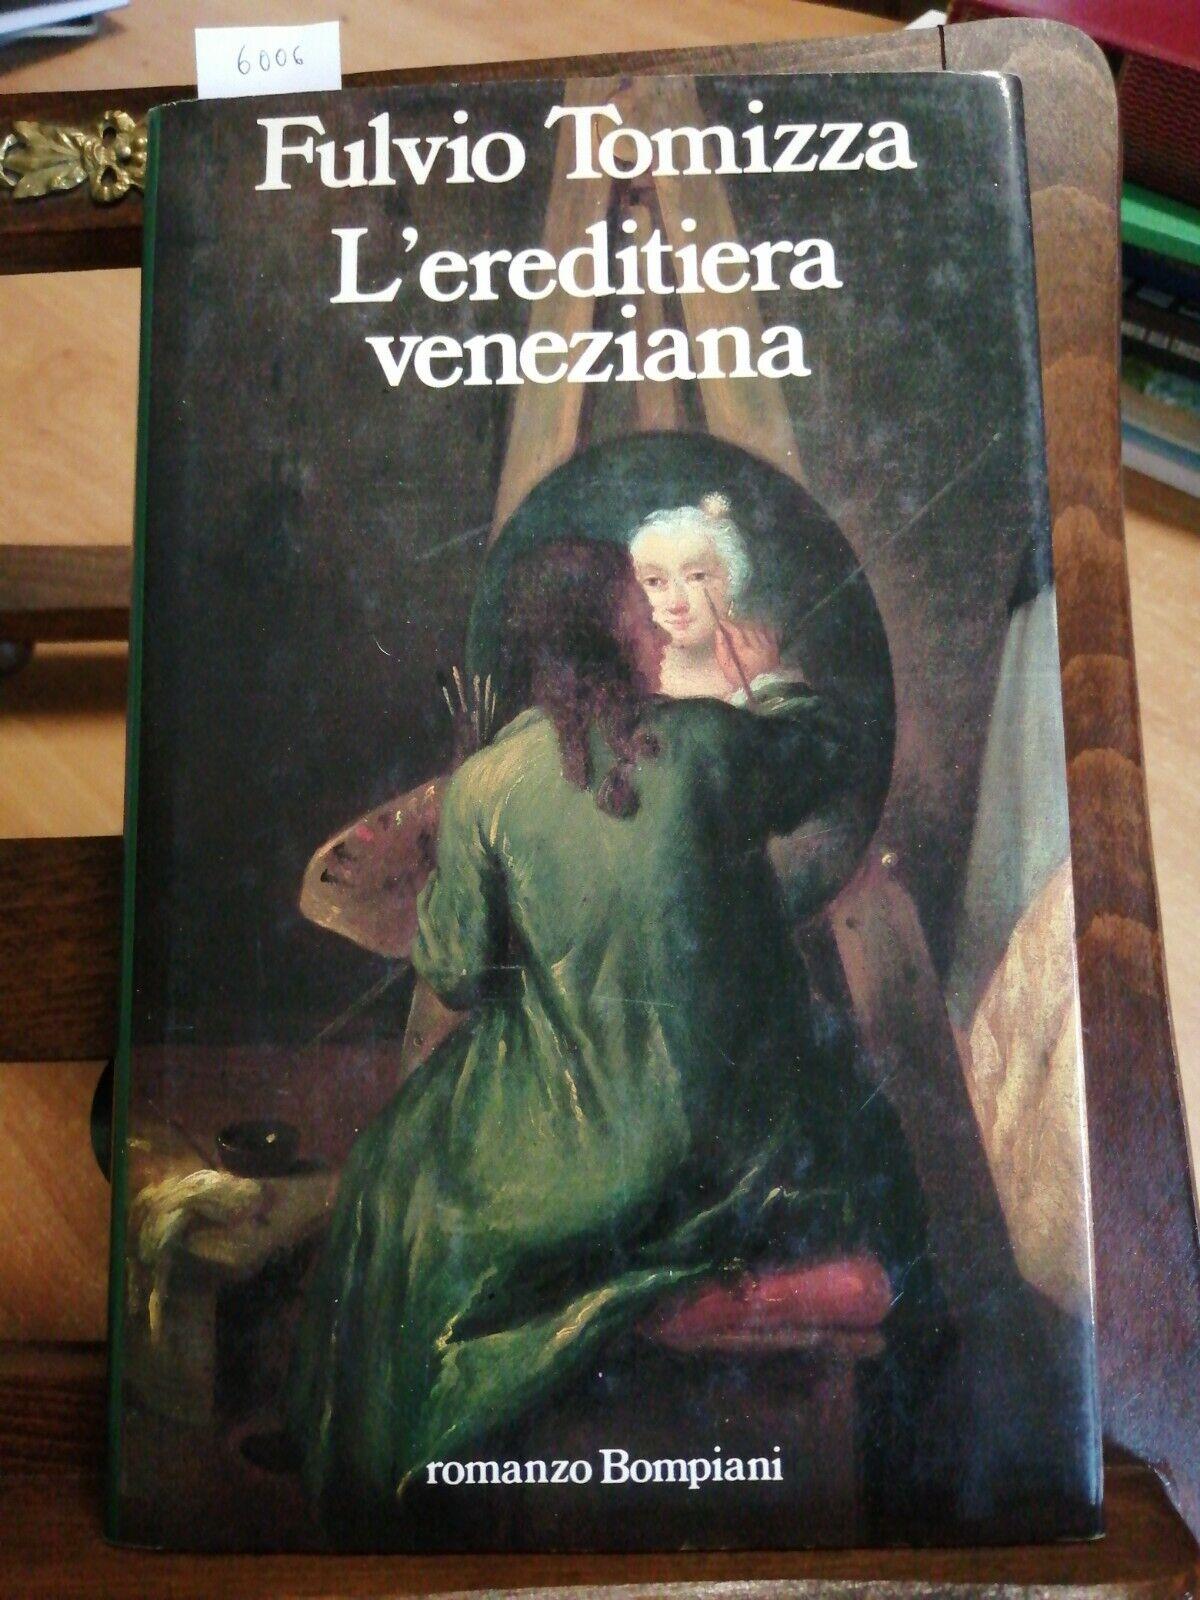 6006
Fulvio Tomizza
L'ereditiera
veneziana
romanzo Bompiani